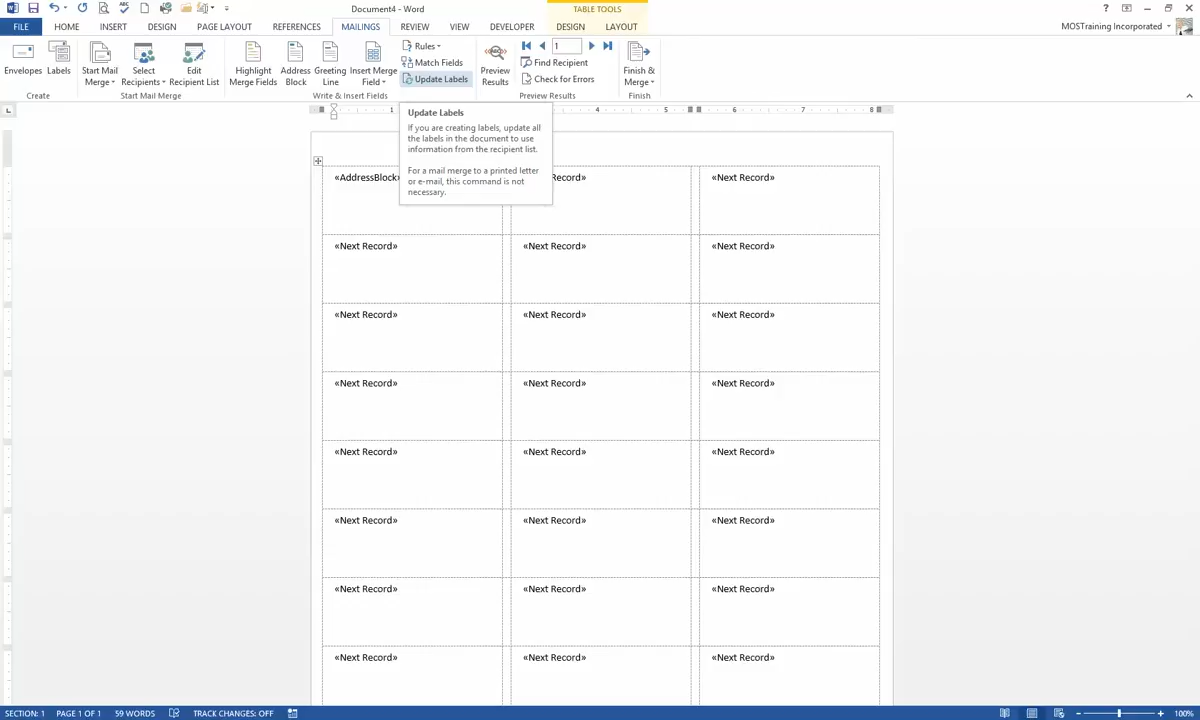 Document4 - Word
TABLE TOOLS
FILE HOME INSERT DESIGN PAGE LAYOUT REFERENCES MAILINGS REVIEW VIEW DEVELOPER DESIGN LAYOUT
MOSTraining Incorporated
Envelopes Labels
Create
Start Mail Merge
Select Recipients
Edit Recipient List
Start Mail Merge
Highlight Merge Fields
Address Block
Greeting Line
Insert Merge Field
Rules
Match Fields
Update Labels
Write & Insert Fields
Preview Results
1
Find Recipient
Check for Errors
Preview Results
Finish & Merge
Finish
1 4 5 7 8
Update Labels
If you are creating labels, update all
the labels in the document to use
information from the recipient list.
For a mail merge to a printed letter
or e-mail, this command is not
necessary.
«AddressBlock» Record» «Next Record»
«Next Record» «Next Record» «Next Record»
«Next Record» «Next Record» «Next Record»
«Next Record» «Next Record» «Next Record»
«Next Record» «Next Record» «Next Record»
«Next Record» «Next Record» «Next Record»
«Next Record» «Next Record» «Next Record»
«Next Record» «Next Record» «Next Record»
SECTION: 1 PAGE 1 OF 1 59 WORDS TRACK CHANGES: OFF 100%